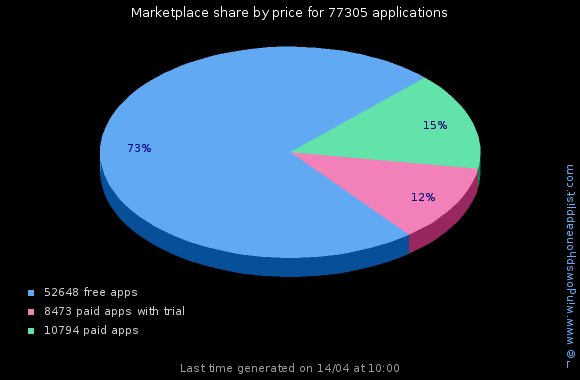 Marketplace share by price for 77305 applications
15%
73%
12%
52648 free apps
8473 paid apps with trial
10794 paid apps
Last time generated on 14/04 at 10:00
© www.windowsphoneapplist.com